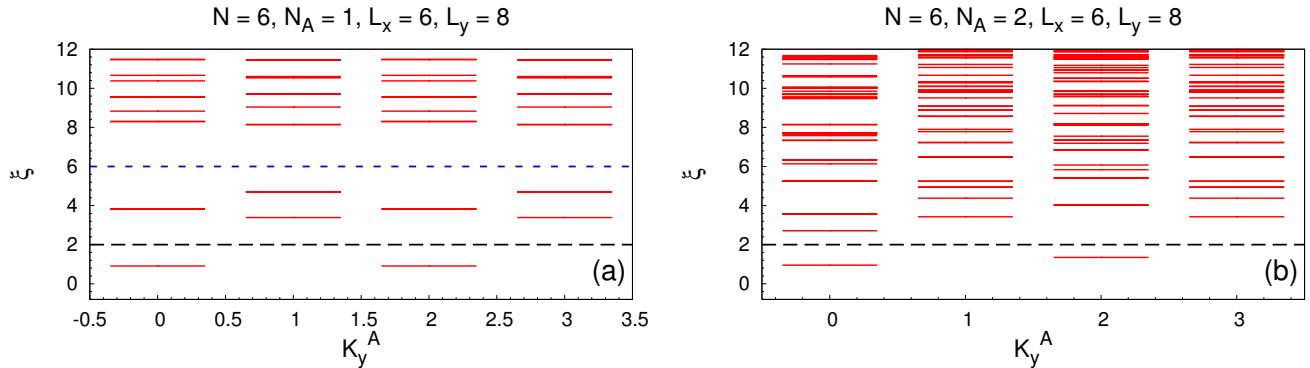 N = 6, N_A = 1, L_x = 6, L_y = 8
12
10
8
6
4
2
0
ξ
(a)
-0.5 0 0.5 1 1.5 2 2.5 3 3.5
K_y^A
N = 6, N_A = 2, L_x = 6, L_y = 8
12
10
8
6
4
2
0
ξ
(b)
0 1 2 3
K_y^A